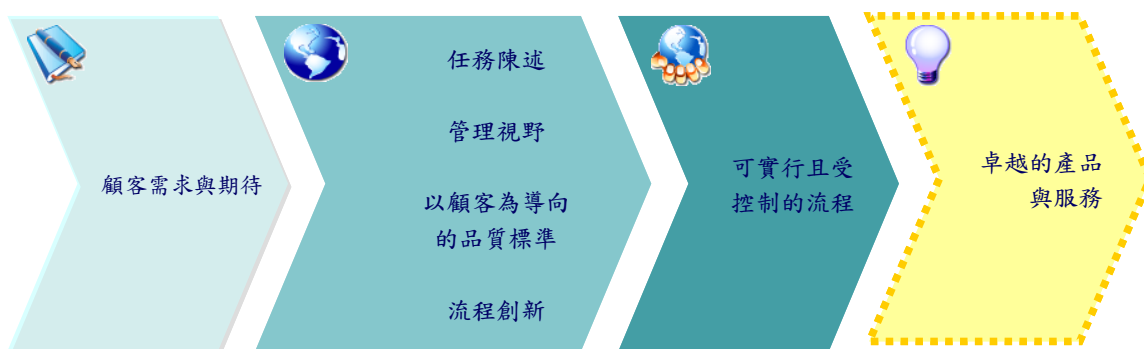 顧客需求與期待
任務陳述
管理視野
以顧客為導向
的品質標準
流程創新
可實行且受
控制的流程
卓越的產品
與服務